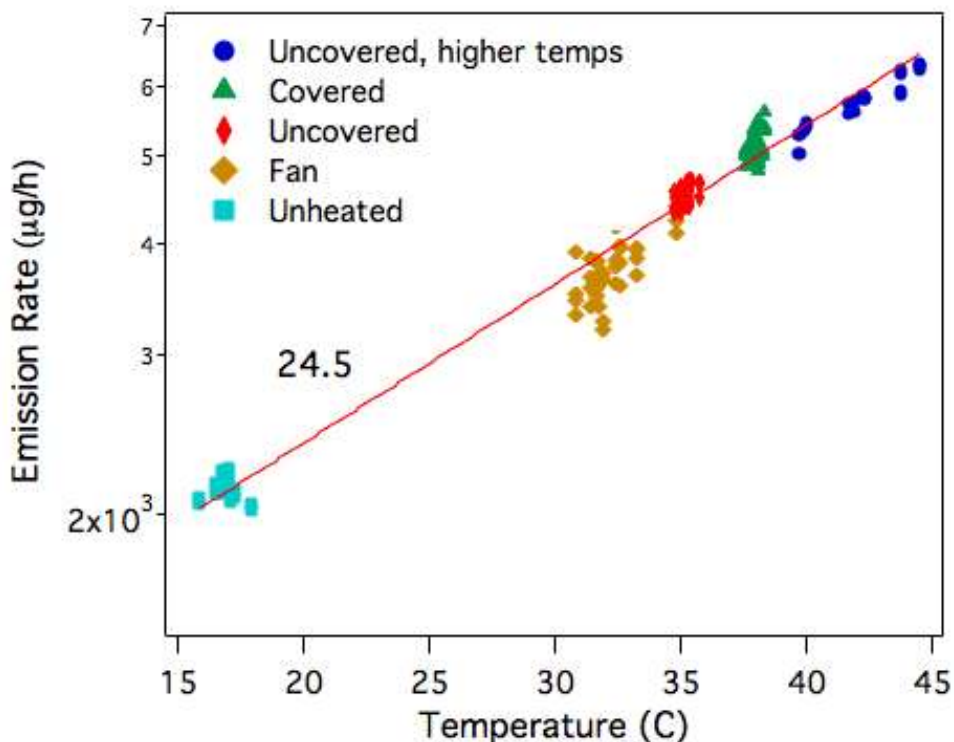 7
6
5
4
3
2x10³
Emission Rate (μg/h)
Uncovered, higher temps
Covered
Uncovered
Fan
Unheated
24.5
15 20 25 30 35 40 45
Temperature (C)